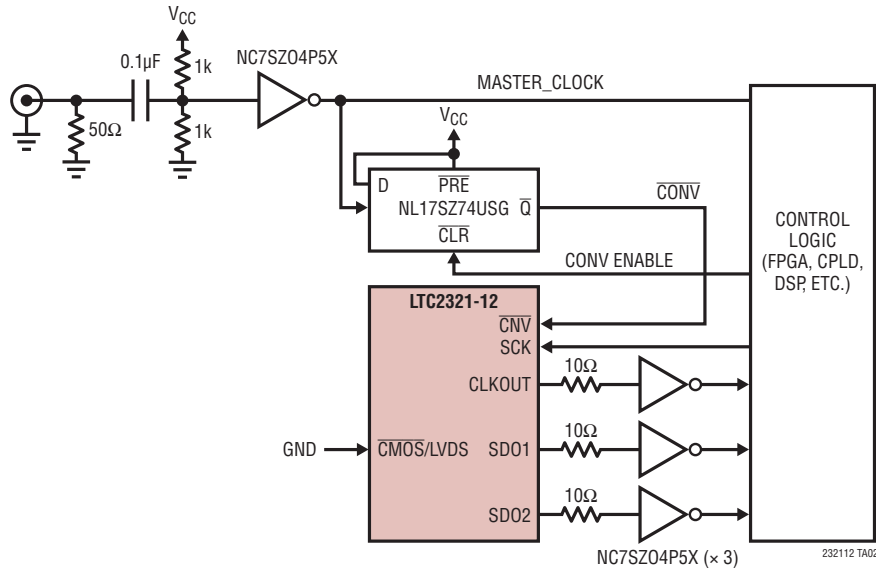 VCC
0.1µF
1k
NC7SZO4P5X
MASTER_CLOCK
50Ω
1k
VCC
D
PRE
NL17SZ74USG
Q
CLR
CONV
CONV ENABLE
CONTROL
LOGIC
(FPGA, CPLD,
DSP, ETC.)
LTC2321-12
CNV
SCK
CLKOUT
10Ω
GND
CMOS/LVDS
SDO1
10Ω
SDO2
10Ω
NC7SZO4P5X (× 3)
232112 TA02